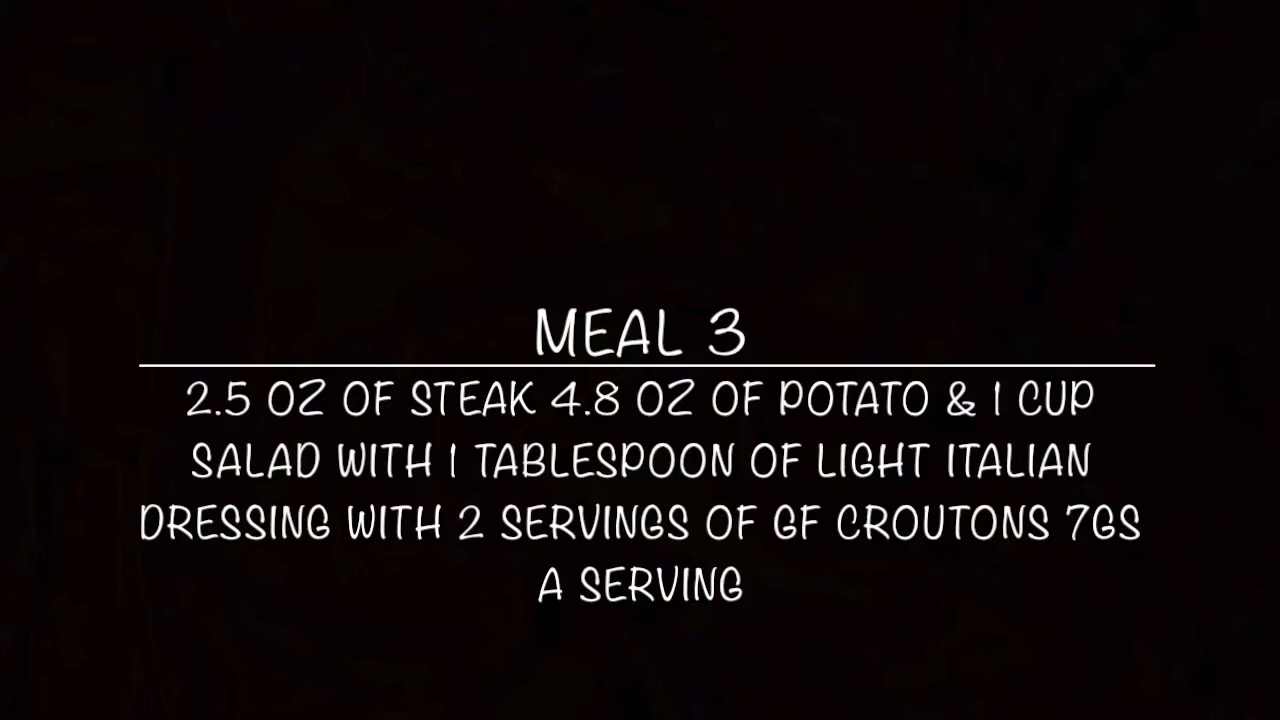 MEAL 3
2.5 OZ OF STEAK 4.8 OZ OF POTATO & 1 CUP
SALAD WITH 1 TABLESPOON OF LIGHT ITALIAN
DRESSING WITH 2 SERVINGS OF GF CROUTONS 7GS
A SERVING